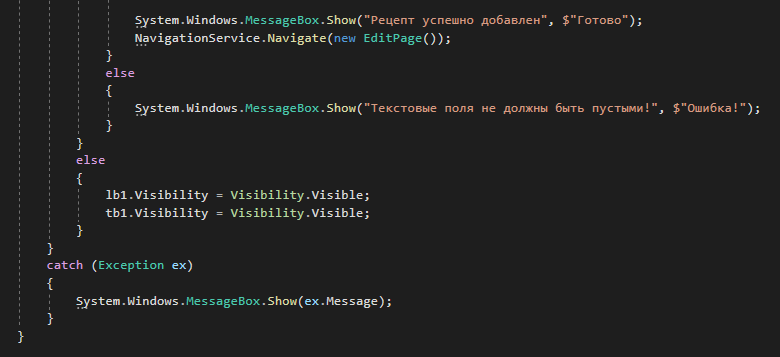 System.Windows.MessageBox.Show("Рецепт успешно добавлен", $"Готово");
NavigationService.Navigate(new EditPage());
}
else
{
System.Windows.MessageBox.Show("Текстовые поля не должны быть пустыми!", $"Ошибка!");
}
}
else
{
lb1.Visibility = Visibility.Visible;
tb1.Visibility = Visibility.Visible;
}
}
catch (Exception ex)
{
System.Windows.MessageBox.Show(ex.Message);
}
}